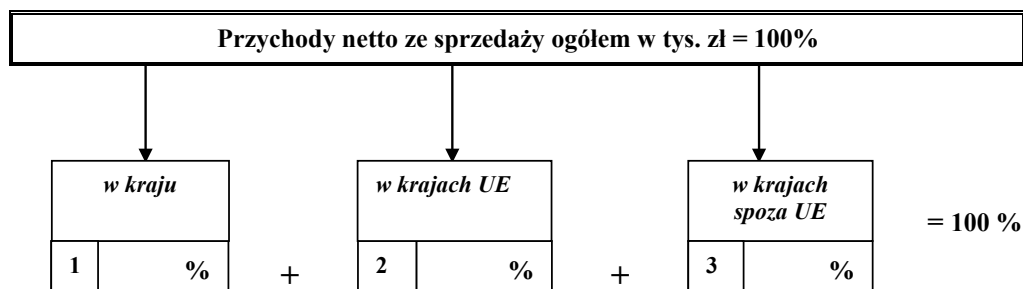 Przychody netto ze sprzedaży ogółem w tys. zł = 100%
w kraju
w krajach UE
w krajach
spoza UE
= 100 %
1 % + 2 % + 3 %